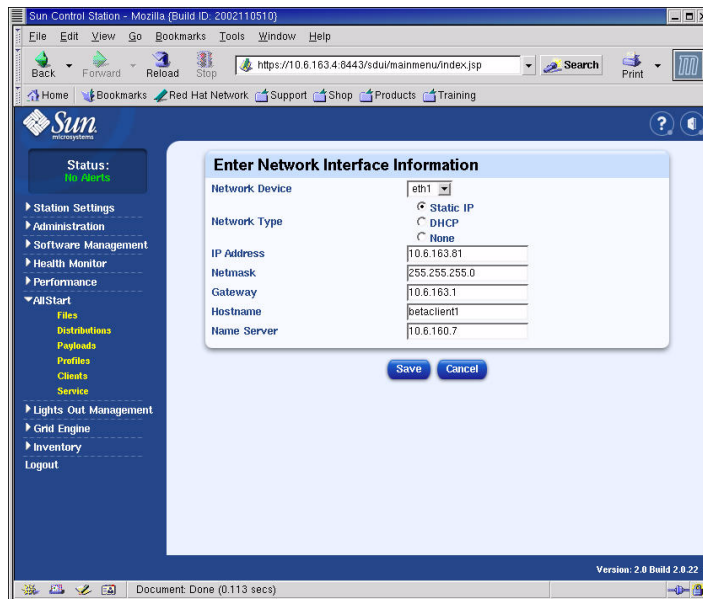 Sun Control Station - Mozilla {Build ID: 2002110510}
File Edit View Go Bookmarks Tools Window Help
Back Forward Reload Stop https://10.6.163.4:8443/sdui/mainmenu/index.jsp Search Print
Home Bookmarks Red Hat Network Support Shop Products Training
Sun
microsystems
Status:
No Alerts
Station Settings
Administration
Software Management
Health Monitor
Performance
AllStart
Files
Distributions
Payloads
Profiles
Clients
Service
Lights Out Management
Grid Engine
Inventory
Logout
Enter Network Interface Information
Network Device eth1
Network Type Static IP
DHCP
None
IP Address 10.6.163.81
Netmask 255.255.255.0
Gateway 10.6.163.1
Hostname betaclient1
Name Server 10.6.160.7
Save Cancel
Version: 2.0 Build 2.0.22
Document: Done (0.113 secs)